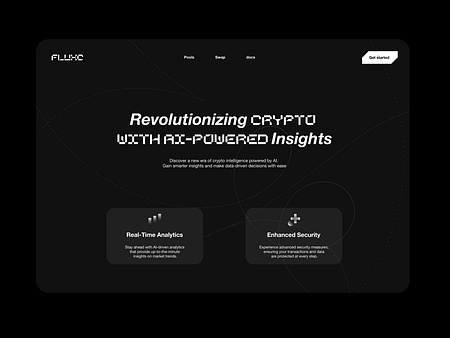 FLUXC
Pools
Swap
docs
Get started
Revolutionizing CRYPTO
WITH AI-POWERED Insights
Discover a new era of crypto intelligence powered by AI.
Gain smarter insights and make data-driven decisions with ease
Real-Time Analytics
Stay ahead with AI-driven analytics
that provide up-to-the-minute
insights on market trends.
Enhanced Security
Experience advanced security measures,
ensuring your transactions and data
are protected at every step.